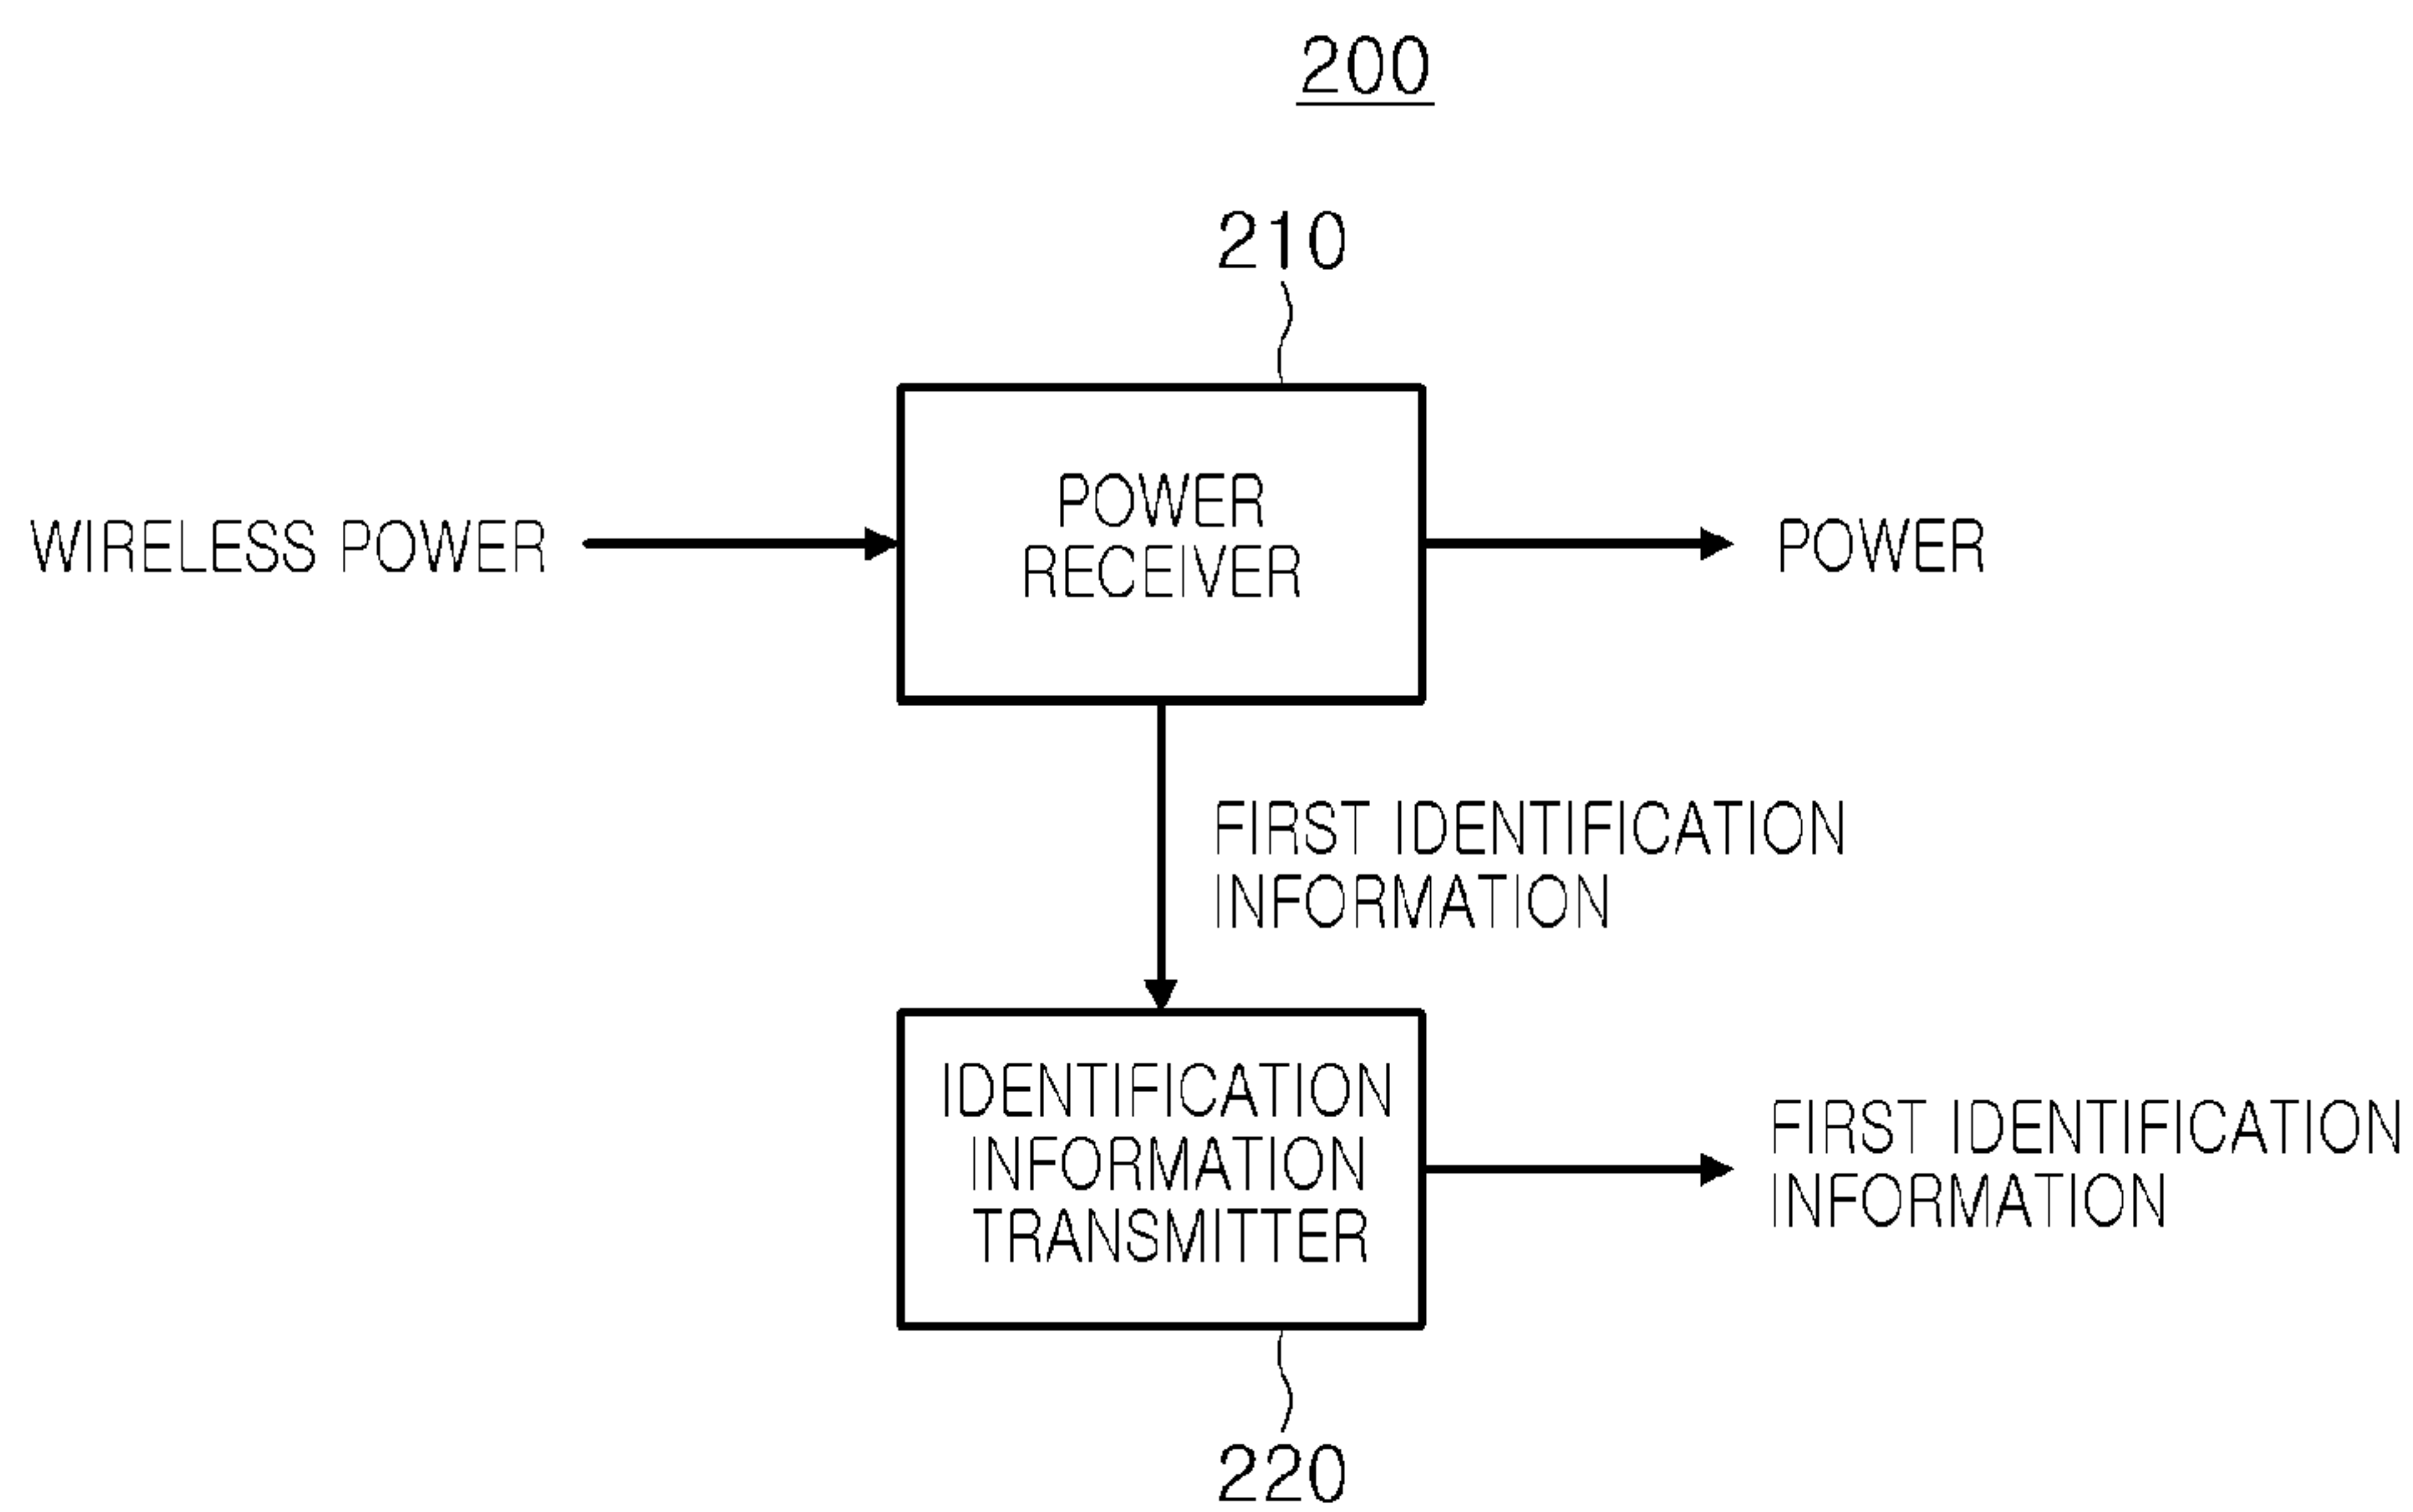 200
210
POWER
RECEIVER
WIRELESS POWER
POWER
FIRST IDENTIFICATION
INFORMATION
IDENTIFICATION
INFORMATION
TRANSMITTER
FIRST IDENTIFICATION
INFORMATION
220